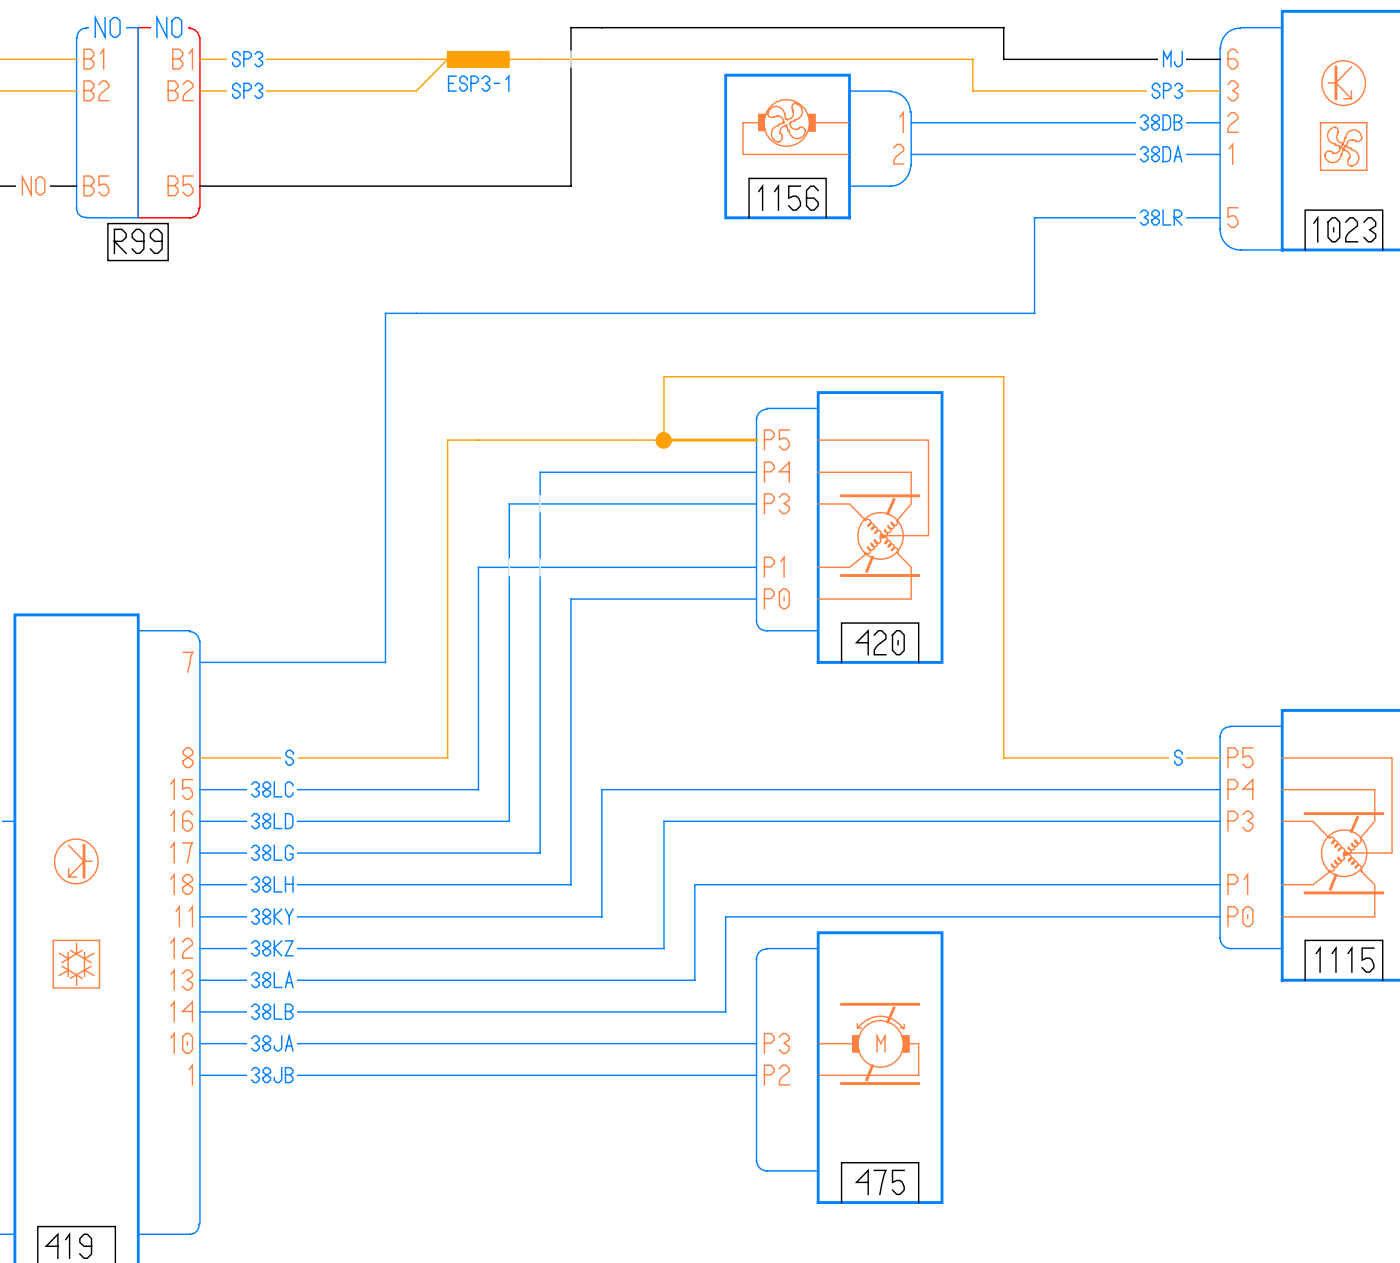 NO NO
B1 B1 SP3 MJ 6
B2 B2 SP3 ESP3-1 SP3 3
1 38DB 2
2 38DA 1
NO B5 B5 1156
38LR 5 1023
R99
P5
P4
P3
P1
P0
420
7
8 S S P5
15 38LC P4
16 38LD P3
17 38LG
18 38LH P1
11 38KY P0
12 38KZ 1115
13 38LA
14 38LB
10 38JA P3 M
1 38JB P2
475
419